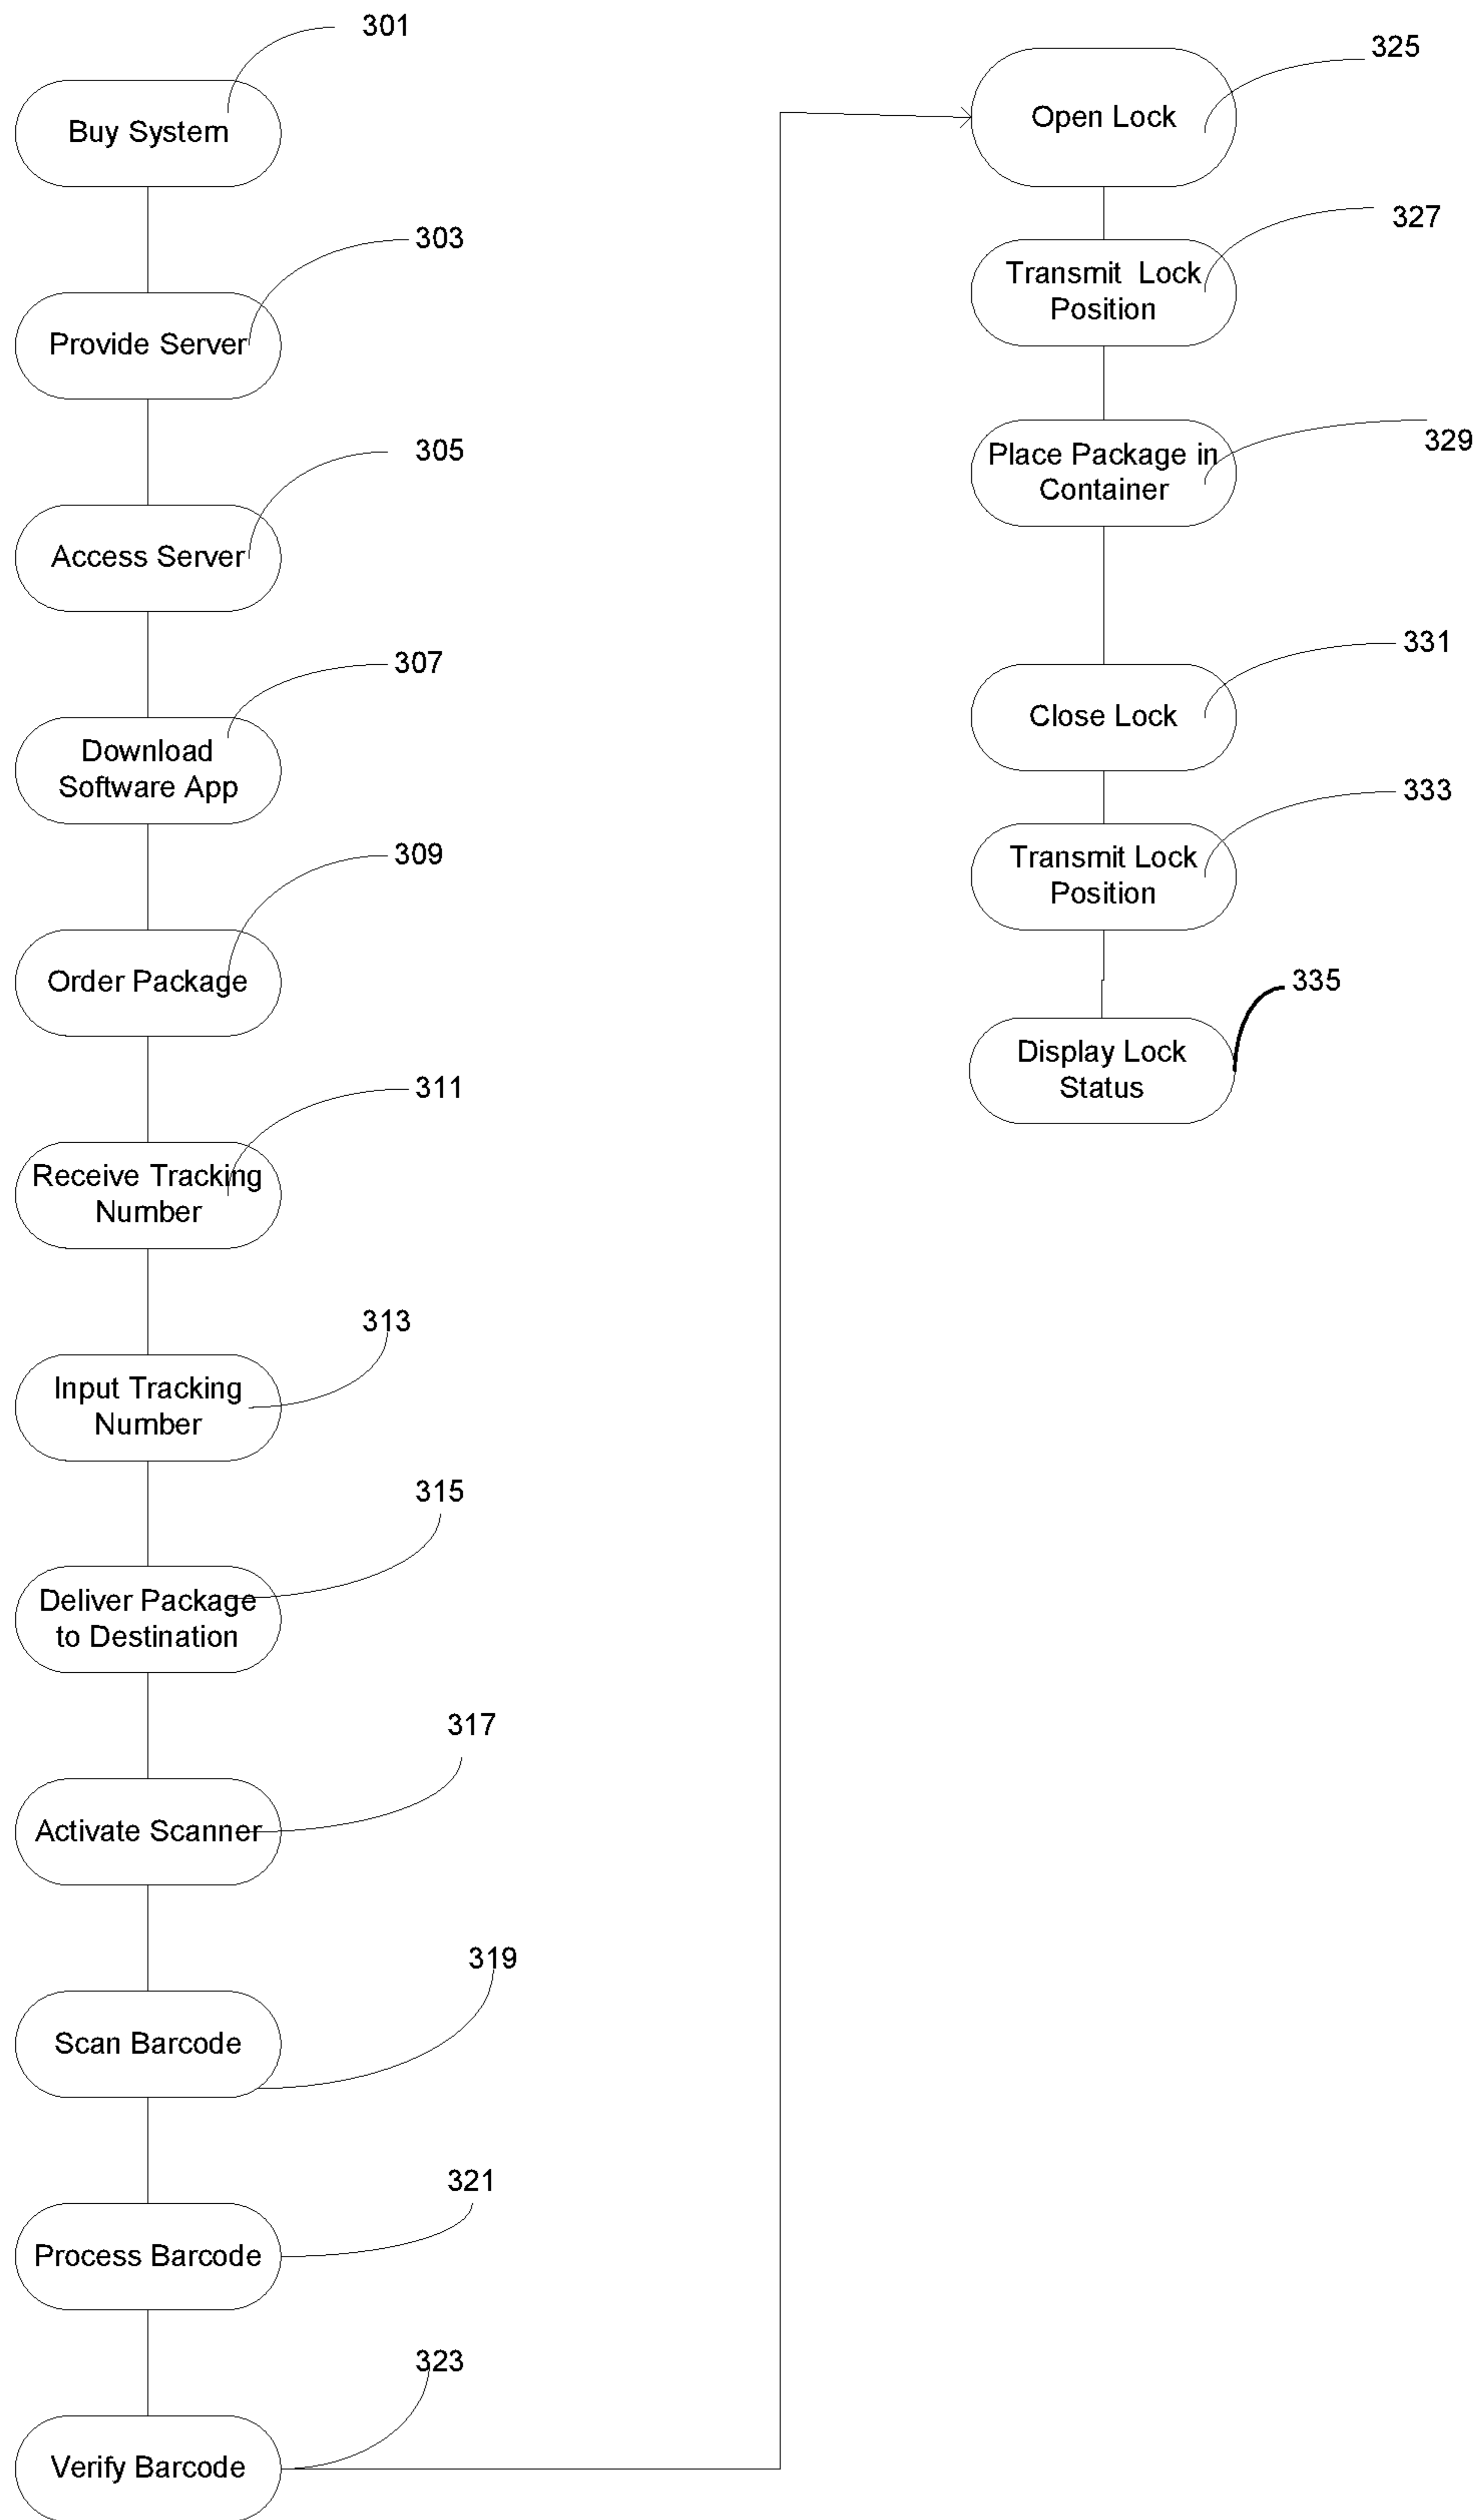 301
Buy System
303
Provide Server
305
Access Server
307
Download
Software App
309
Order Package
311
Receive Tracking
Number
313
Input Tracking
Number
315
Deliver Package
to Destination
317
Activate Scanner
319
Scan Barcode
321
Process Barcode
323
Verify Barcode
325
Open Lock
327
Transmit Lock
Position
329
Place Package in
Container
331
Close Lock
333
Transmit Lock
Position
335
Display Lock
Status